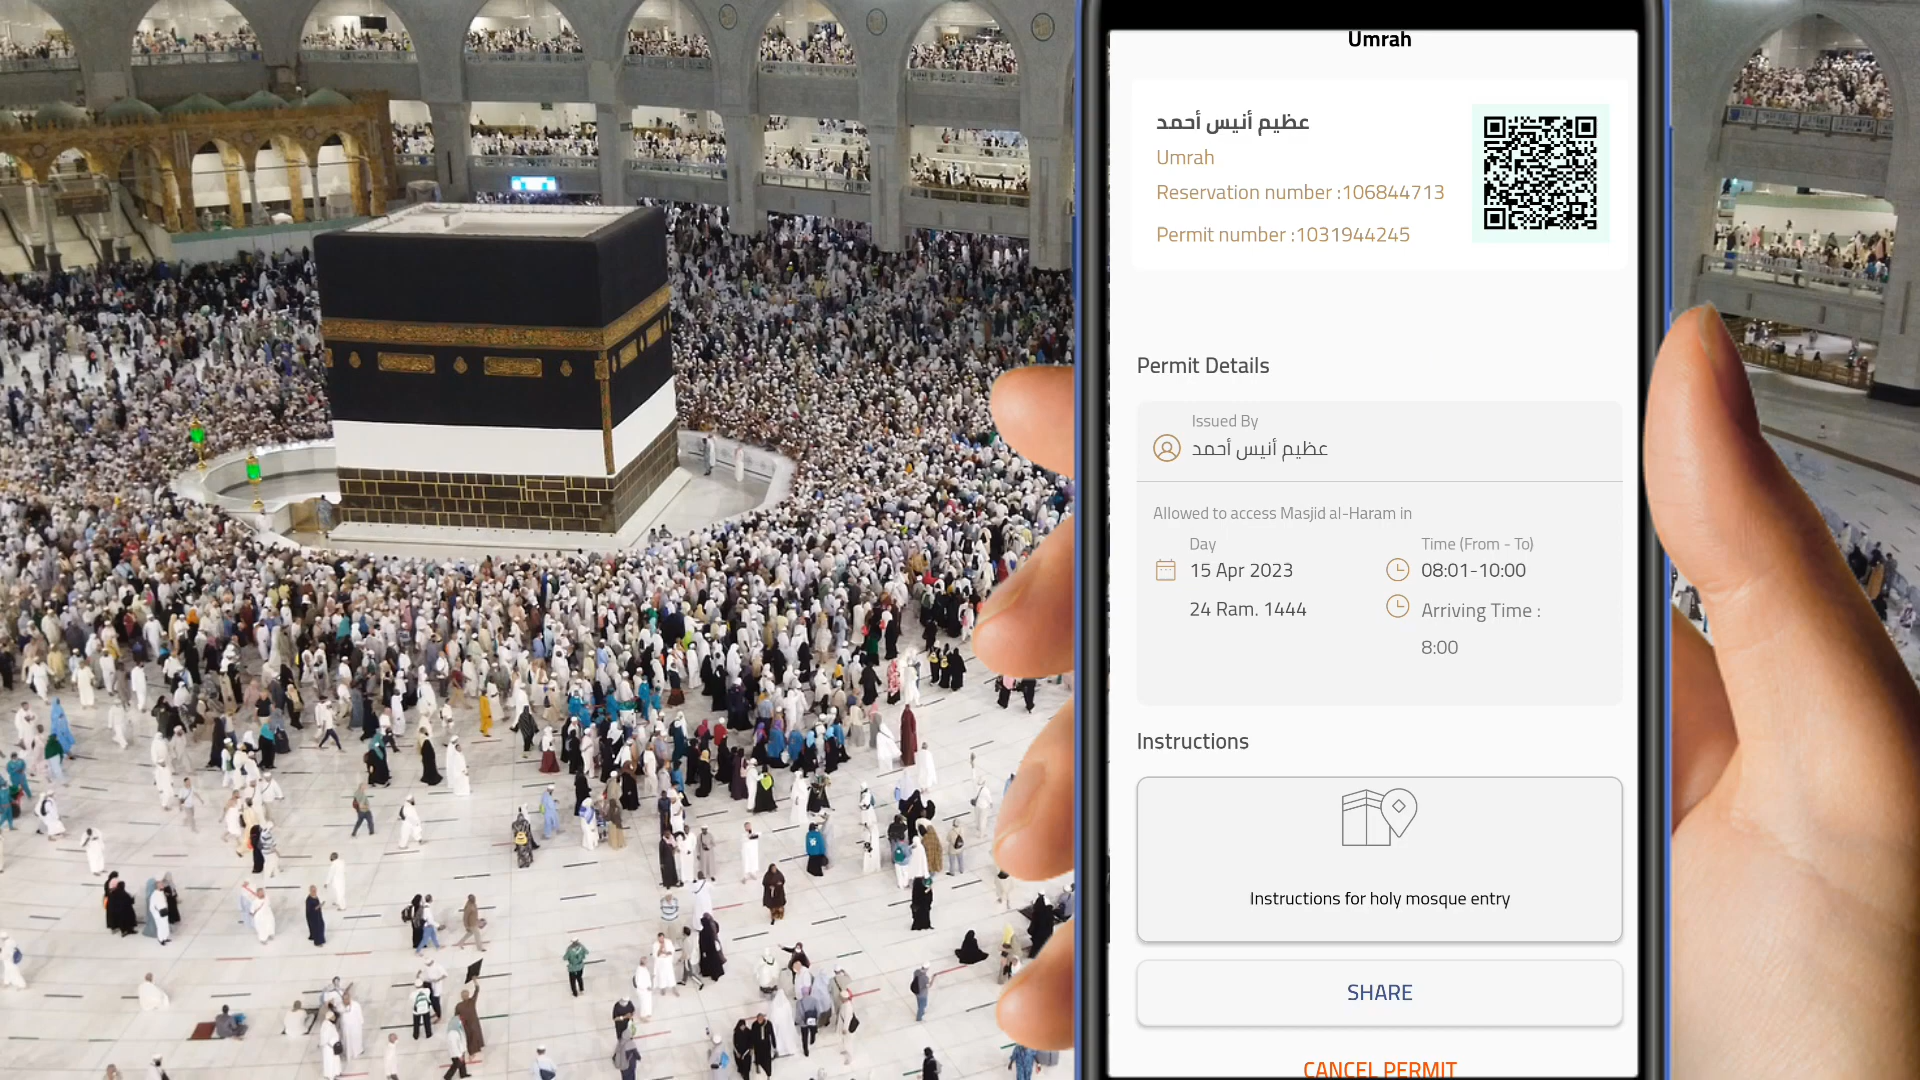 Umrah
عظيم أنيس أحمد
Umrah
Reservation number :106844713
Permit number :1031944245
Permit Details
Issued By
عظيم أنيس أحمد
Allowed to access Masjid al-Haram in
Day
Time (From - To)
15 Apr 2023
08:01-10:00
24 Ram. 1444
Arriving Time :
8:00
Instructions
Instructions for holy mosque entry
SHARE
CANCEL PERMIT